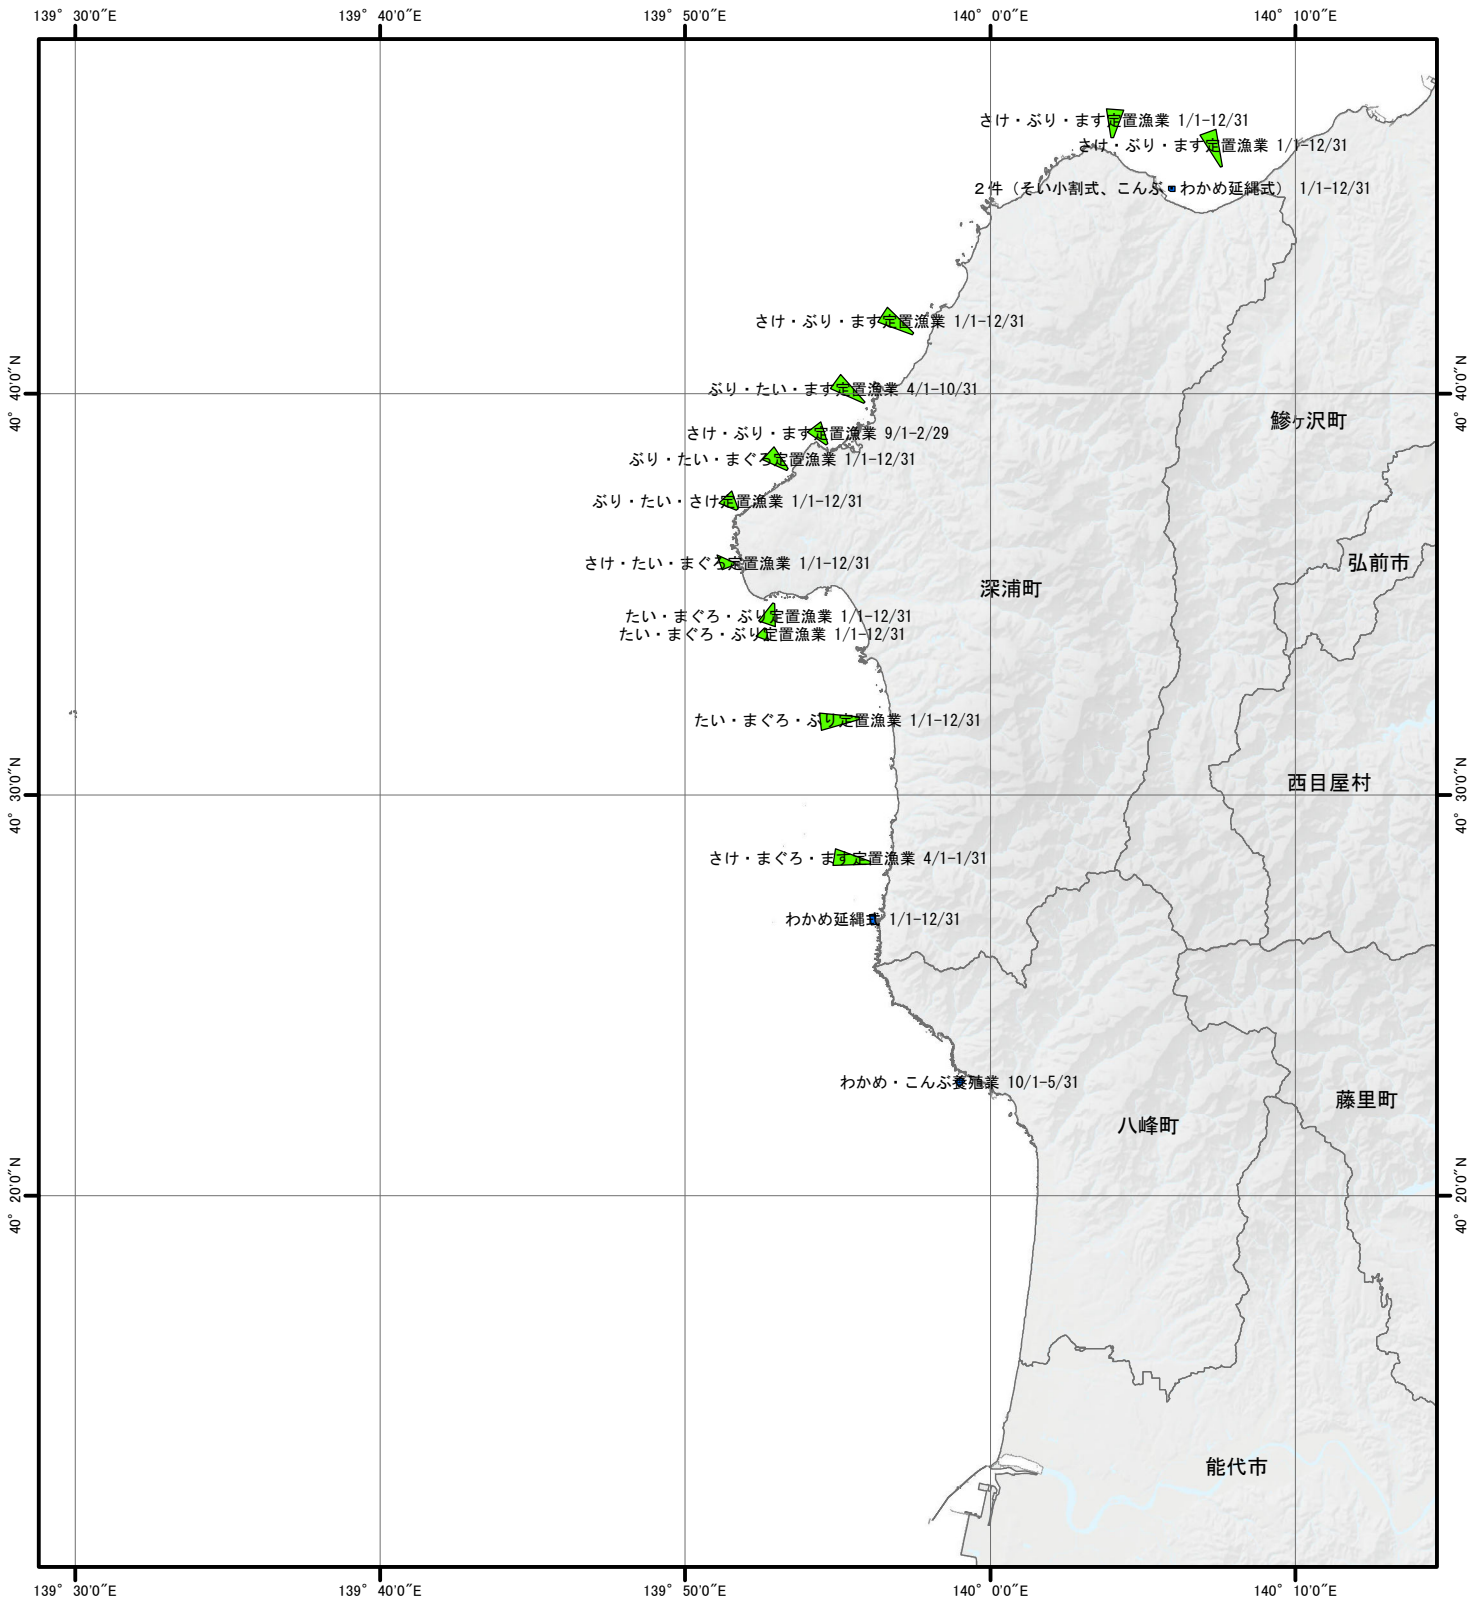 139° 30'0"E
139° 40'0"E
139° 50'0"E
140° 0'0"E
140° 10'0"E
さけ・ぶり・ます定置漁業 1/1-12/31
さけ・ぶり・ます定置漁業 1/1-12/31
2件（そい小割式、こんぶ・わかめ延縄式） 1/1-12/31
さけ・ぶり・ます定置漁業 1/1-12/31
40° 40'0"N
ぶり・たい・ます定置漁業 4/1-10/31
40° 40'0"N
鰺ヶ沢町
さけ・ぶり・ます定置漁業 9/1-2/29
ぶり・たい・まぐろ定置漁業 1/1-12/31
ぶり・たい・さけ定置漁業 1/1-12/31
さけ・たい・まぐろ定置漁業 1/1-12/31
弘前市
深浦町
たい・まぐろ・ぶり定置漁業 1/1-12/31
たい・まぐろ・ぶり定置漁業 1/1-12/31
たい・まぐろ・ぶり定置漁業 1/1-12/31
西目屋村
40° 30'0"N
40° 30'0"N
さけ・まぐろ・ます定置漁業 4/1-1/31
わかめ延縄式 1/1-12/31
わかめ・こんぶ養殖業 10/1-5/31
藤里町
八峰町
40° 20'0"N
40° 20'0"N
能代市
139° 30'0"E
139° 40'0"E
139° 50'0"E
140° 0'0"E
140° 10'0"E